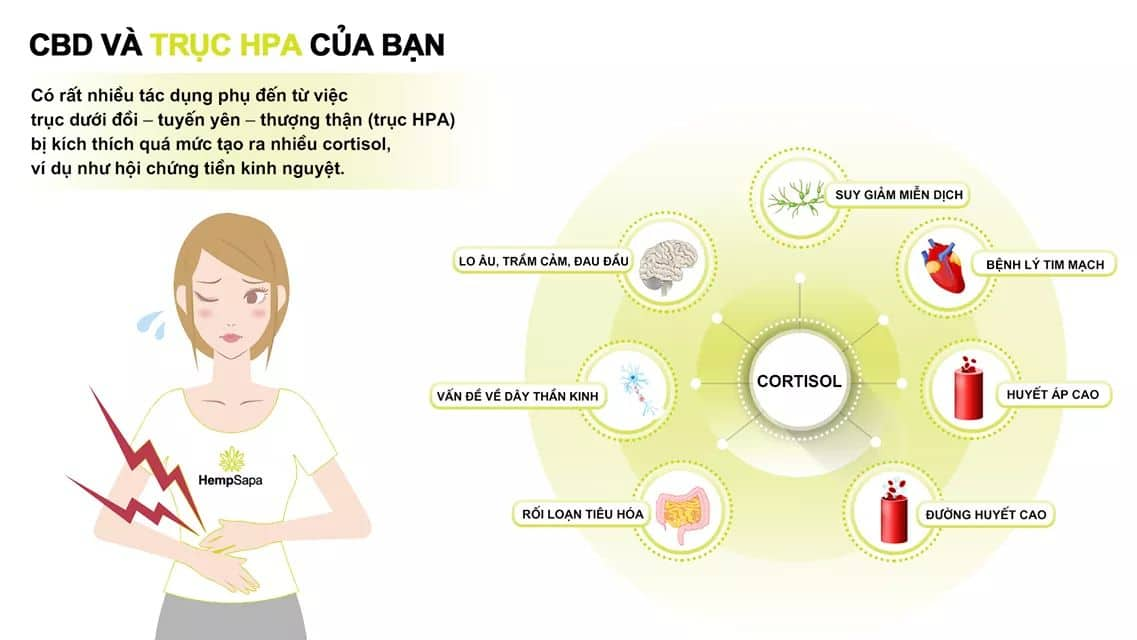 CBD VÀ TRỤC HPA CỦA BẠN
Có rất nhiều tác dụng phụ đến từ việc
trục dưới đồi – tuyến yên – thượng thận (trục HPA)
bị kích thích quá mức tạo ra nhiều cortisol,
ví dụ như hội chứng tiền kinh nguyệt.
SUY GIẢM MIỄN DỊCH
LO ÂU, TRẦM CẢM, ĐAU ĐẦU
BỆNH LÝ TIM MẠCH
CORTISOL
VẤN ĐỀ VỀ DÂY THẦN KINH
HUYẾT ÁP CAO
HempSapa
RỐI LOẠN TIÊU HÓA
ĐƯỜNG HUYẾT CAO